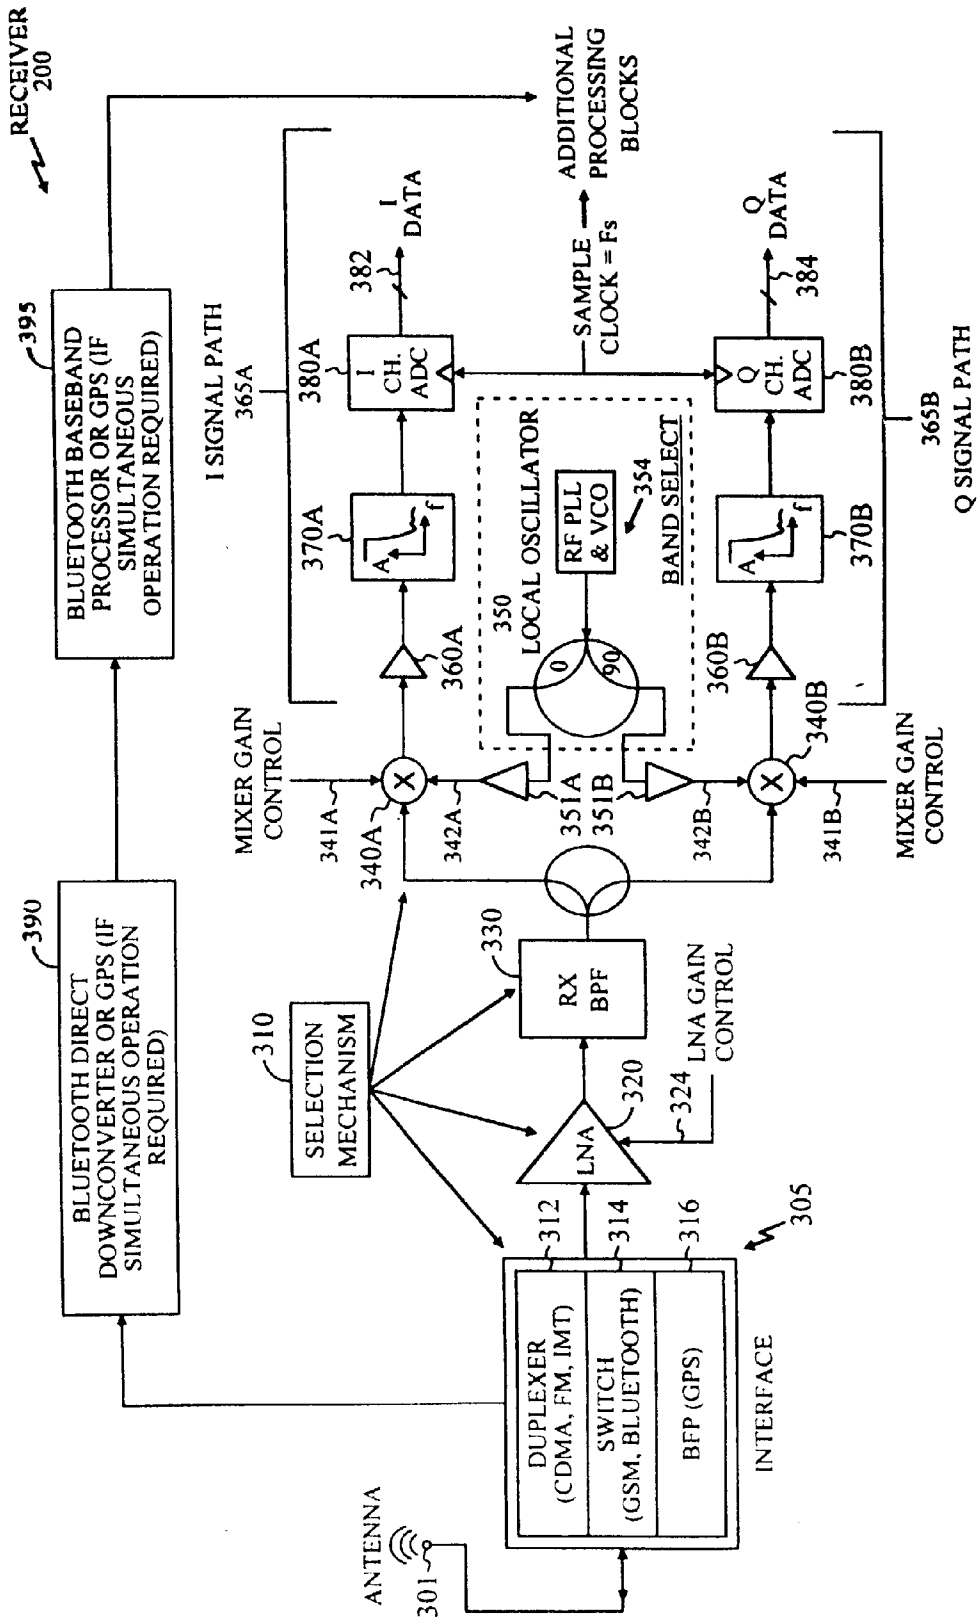 RECEIVER
200
395
BLUETOOTH BASEBAND
PROCESSOR OR GPS (IF
SIMULTANEOUS
OPERATION REQUIRED)
390
BLUETOOTH DIRECT
DOWNCONVERTER OR GPS (IF
SIMULTANEOUS OPERATION
REQUIRED)
I SIGNAL PATH
365A
MIXER GAIN
CONTROL
341A
340A
342A
360A
370A
A
f
380A
I
CH.
ADC
382
I
DATA
310
SELECTION
MECHANISM
350
LOCAL OSCILLATOR
0
90
RF PLL
& VCO
354
BAND SELECT
351A
351B
SAMPLE
CLOCK = Fs
ADDITIONAL
PROCESSING
BLOCKS
ANTENNA
301
DUPLEXER
(CDMA, FM, IMT)
312
SWITCH
(GSM, BLUETOOTH)
314
BFP (GPS)
316
305
INTERFACE
LNA
320
324
LNA GAIN
CONTROL
330
RX
BPF
342B
340B
341B
MIXER GAIN
CONTROL
360B
370B
A
f
380B
Q
CH.
ADC
384
Q
DATA
365B
Q SIGNAL PATH